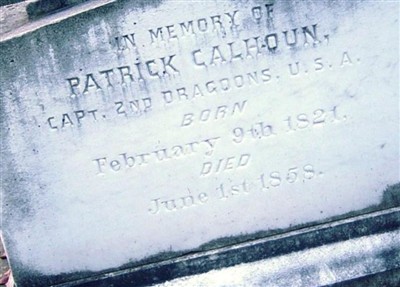 IN MEMORY OF
PATRICK CALHOUN,
CAPT. 2ND DRAGOONS, U.S.A.
BORN
February 9th 1821.
DIED
June 1st 1858.